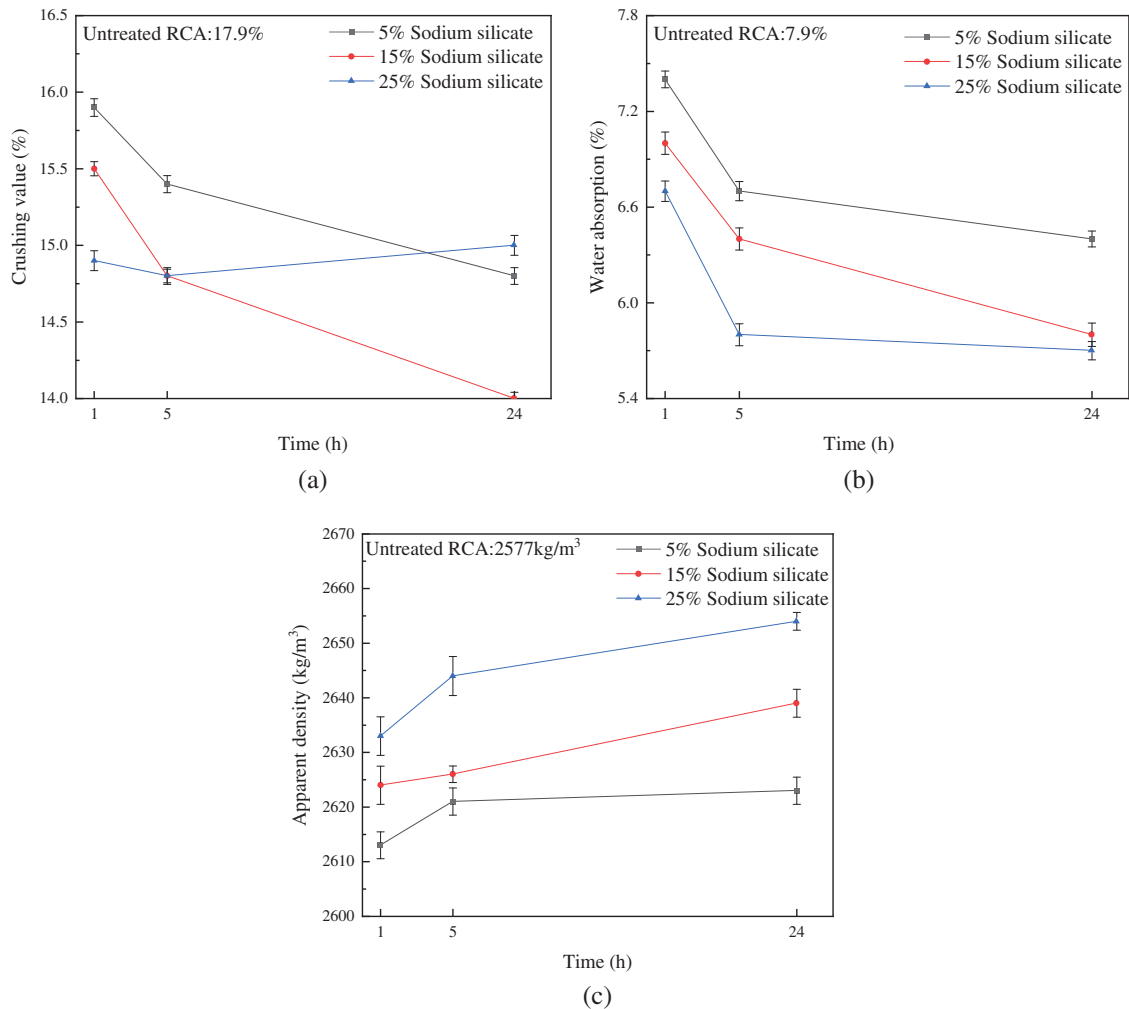 Untreated RCA:17.9%
5% Sodium silicate
15% Sodium silicate
25% Sodium silicate
16.5
16.0
15.5
15.0
14.5
14.0
Crushing value (%)
1 5 24
Time (h)
(a)
Untreated RCA:7.9%
5% Sodium silicate
15% Sodium silicate
25% Sodium silicate
7.8
7.2
6.6
6.0
5.4
Water absorption (%)
1 5 24
Time (h)
(b)
Untreated RCA:2577kg/m³
5% Sodium silicate
15% Sodium silicate
25% Sodium silicate
2670
2660
2650
2640
2630
2620
2610
2600
Apparent density (kg/m³)
1 5 24
Time (h)
(c)